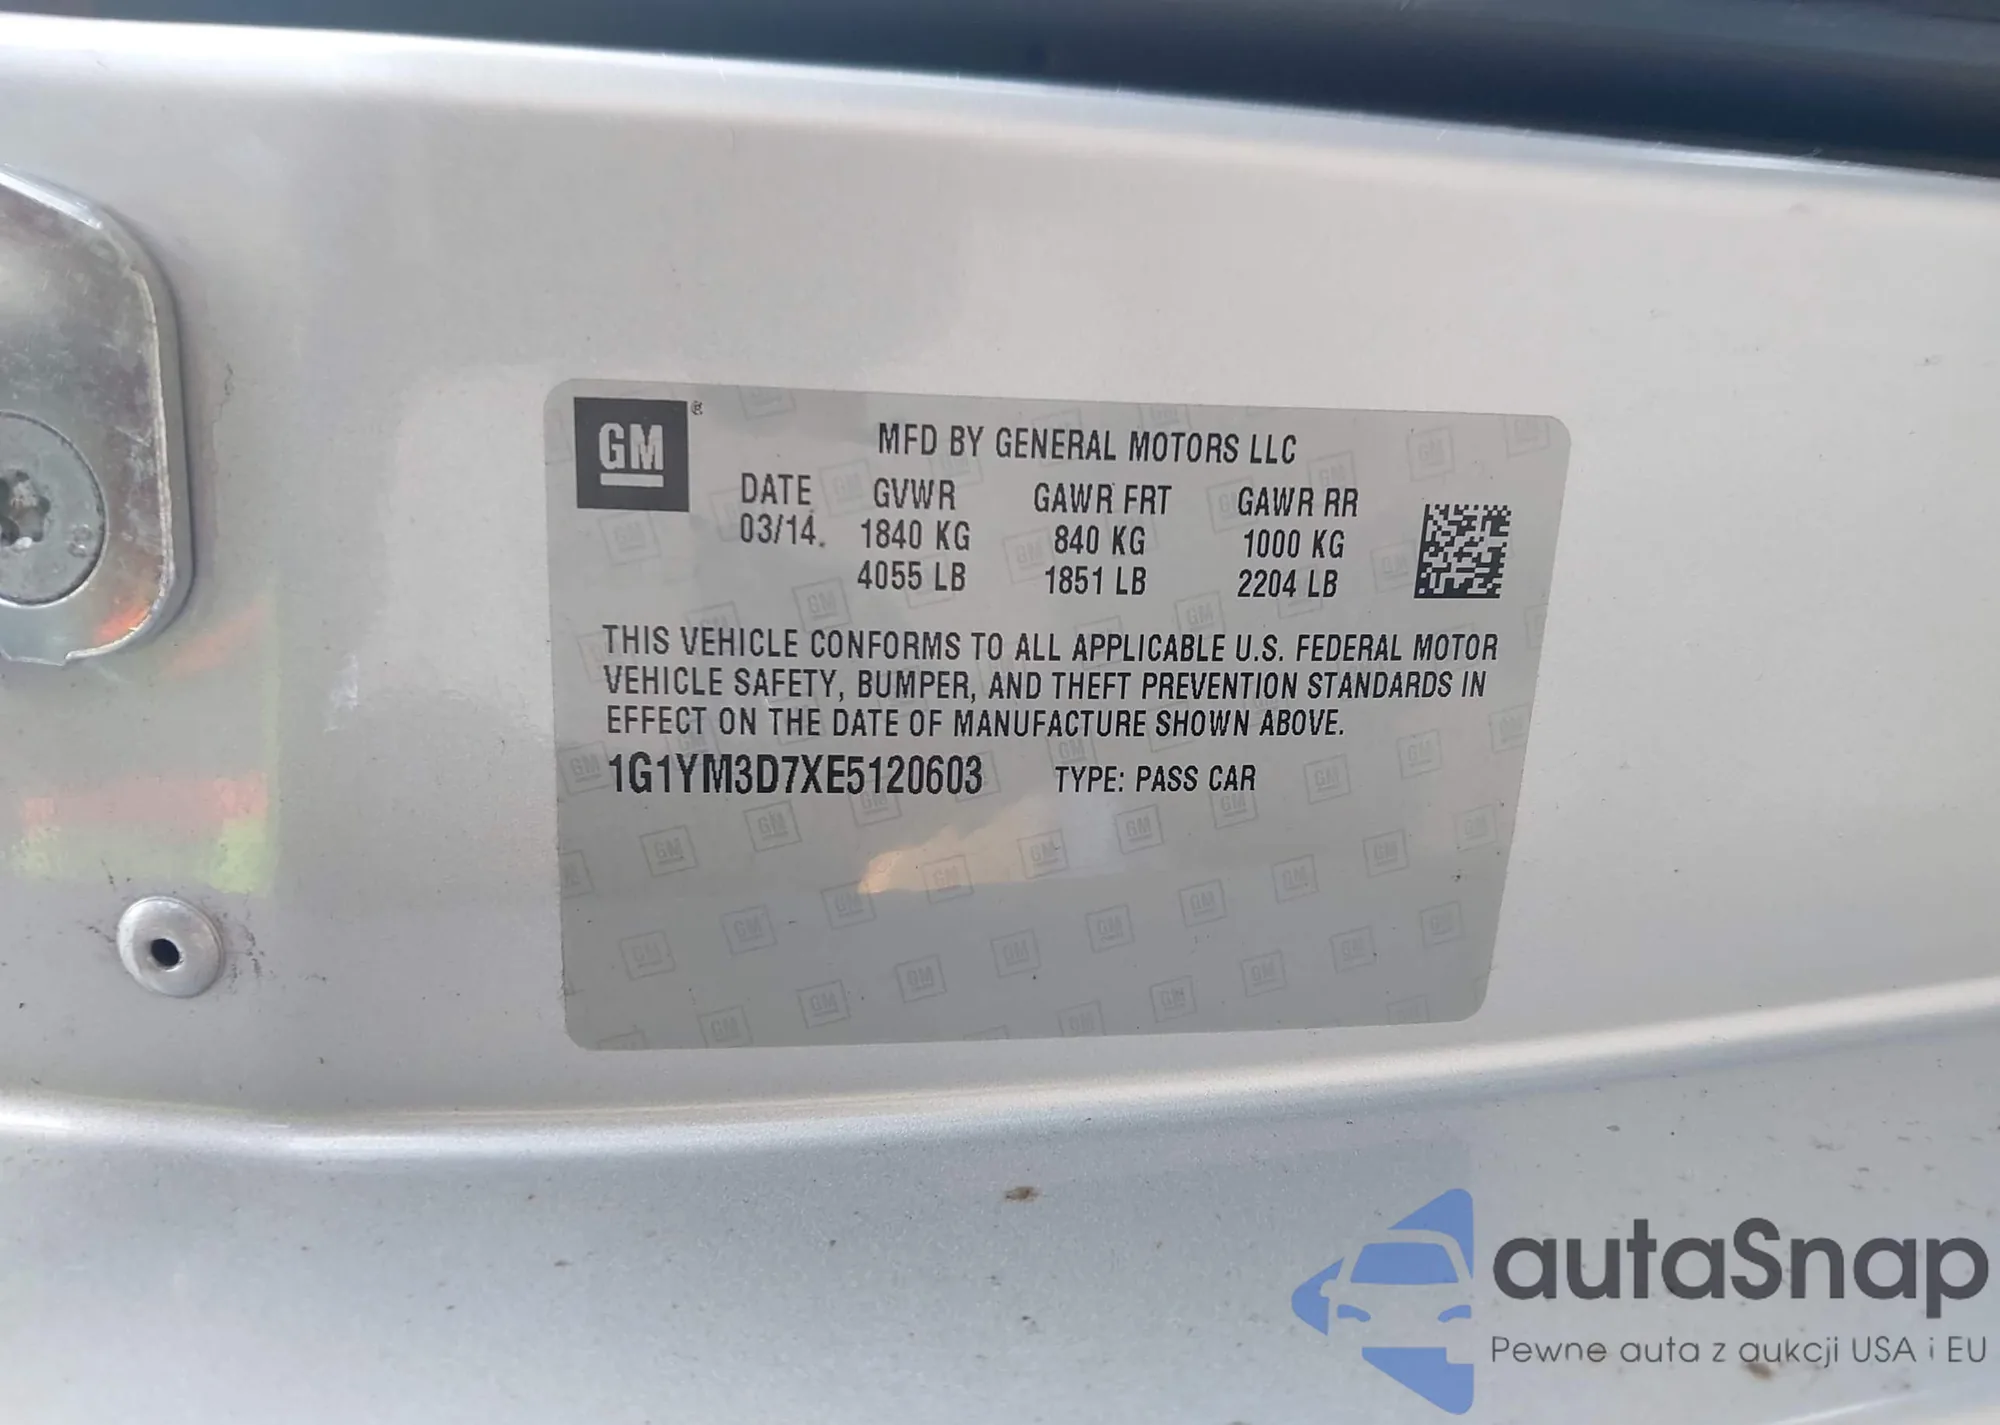 GM ®
MFD BY GENERAL MOTORS LLC
DATE GVWR GAWR FRT GAWR RR
03/14. 1840 KG 840 KG 1000 KG
4055 LB 1851 LB 2204 LB
THIS VEHICLE CONFORMS TO ALL APPLICABLE U.S. FEDERAL MOTOR
VEHICLE SAFETY, BUMPER, AND THEFT PREVENTION STANDARDS IN
EFFECT ON THE DATE OF MANUFACTURE SHOWN ABOVE.
1G1YM3D7XE5120603 TYPE: PASS CAR
autaSnap
Pewne auta z aukcji USA i EU